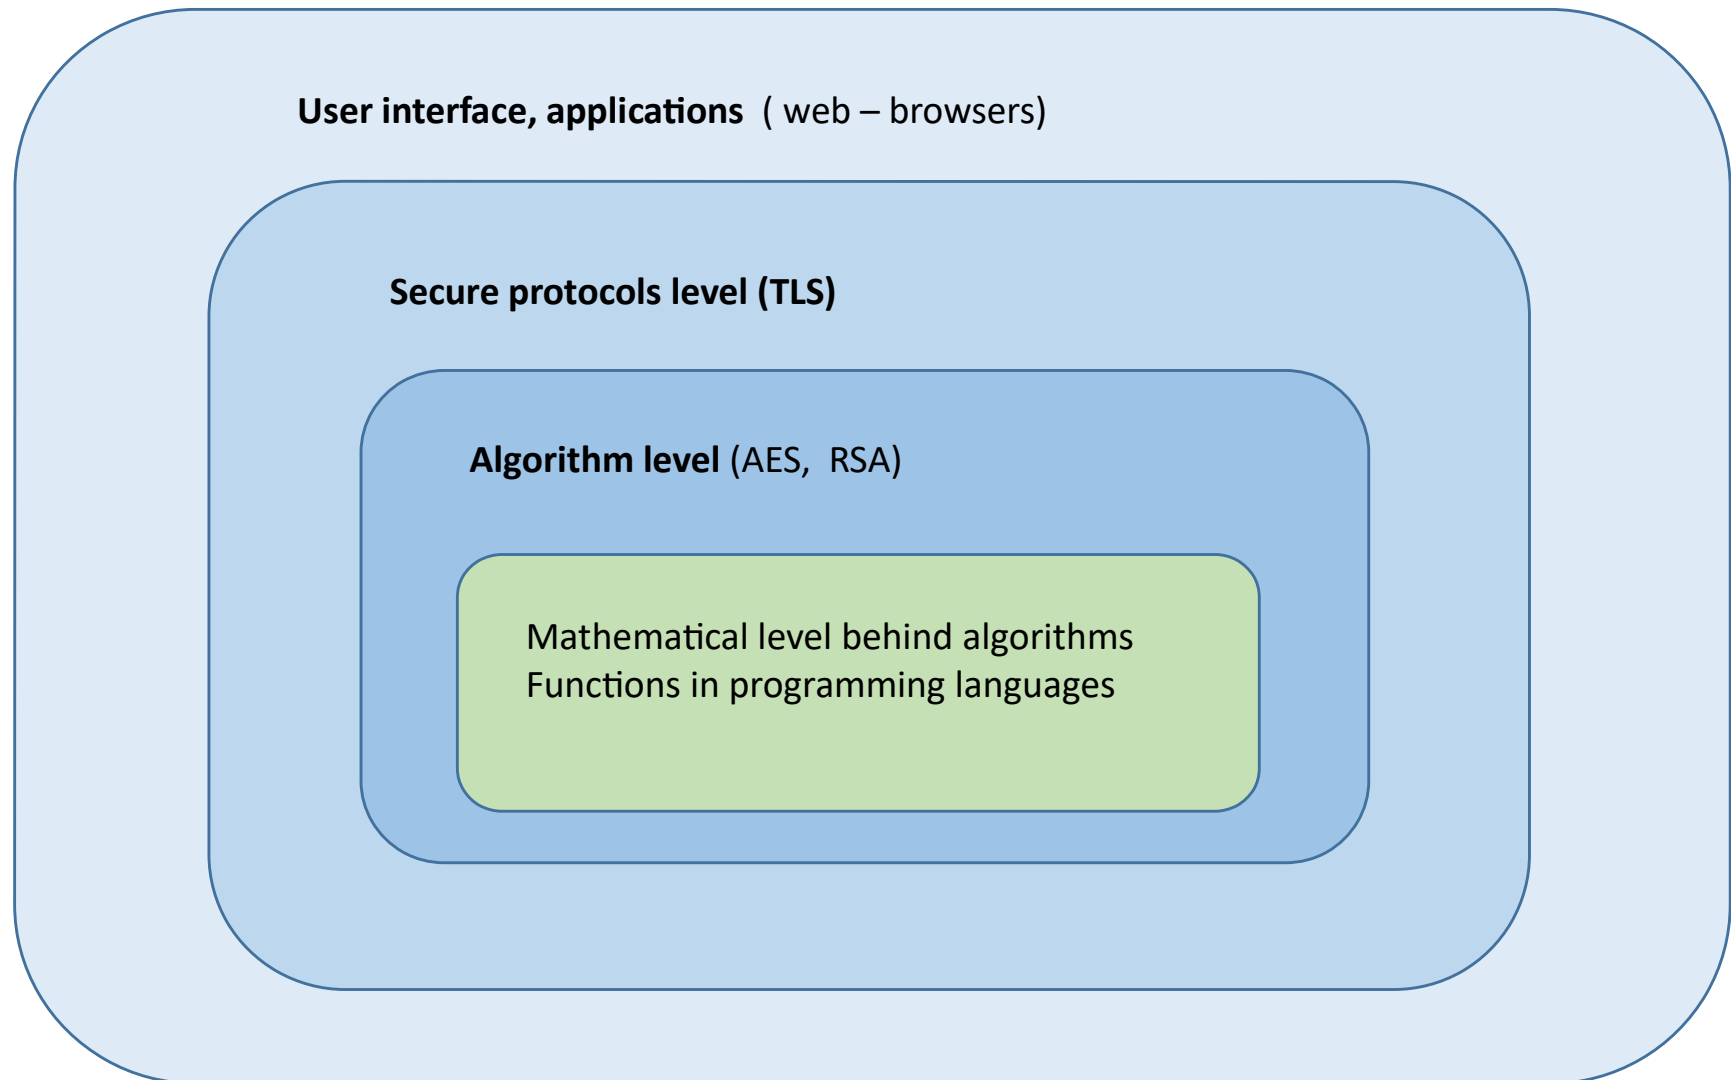 User interface, applications ( web – browsers)
Secure protocols level (TLS)
Algorithm level (AES, RSA)
Mathematical level behind algorithms
Functions in programming languages